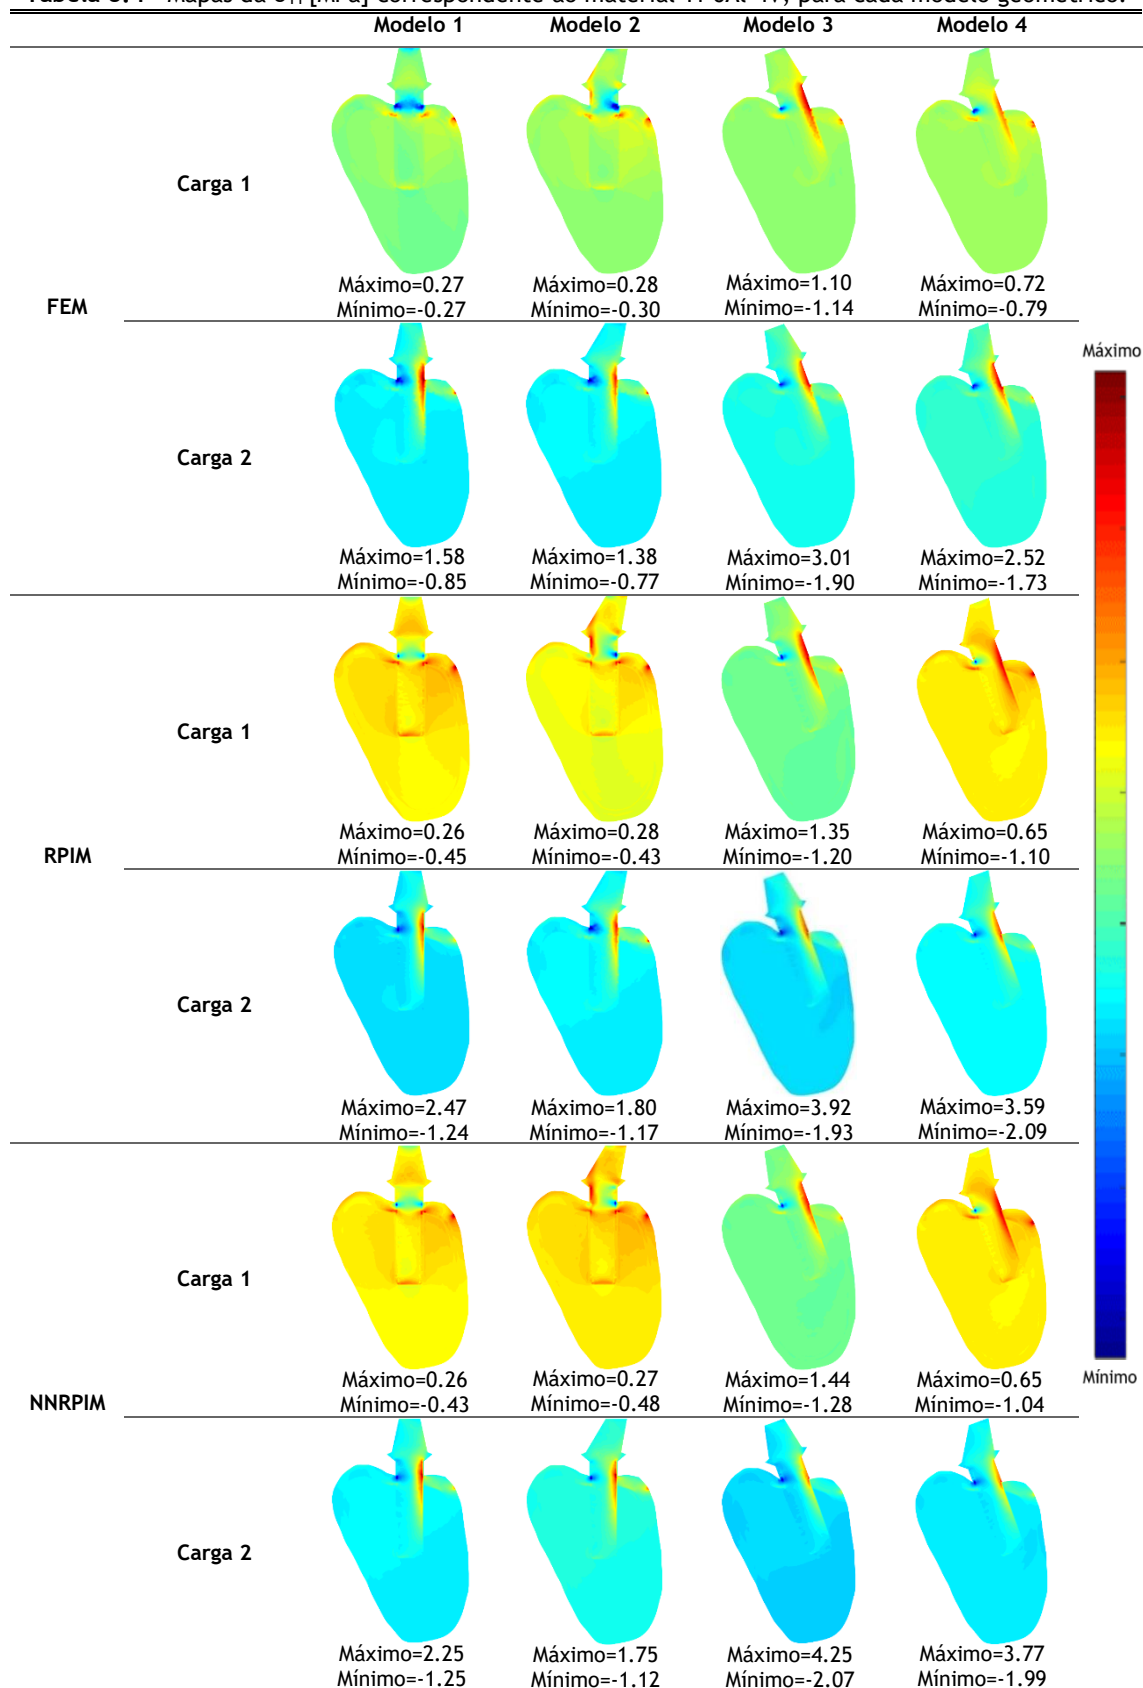 Modelo 1 Modelo 2 Modelo 3 Modelo 4
Carga 1
Máximo=0.27 Máximo=0.28 Máximo=1.10 Máximo=0.72
FEM
Mínimo=-0.27 Mínimo=-0.30 Mínimo=-1.14 Mínimo=-0.79
Máximo
Carga 2
Máximo=1.58 Máximo=1.38 Máximo=3.01 Máximo=2.52
Mínimo=-0.85 Mínimo=-0.77 Mínimo=-1.90 Mínimo=-1.73
Carga 1
Máximo=0.26 Máximo=0.28 Máximo=1.35 Máximo=0.65
RPIM
Mínimo=-0.45 Mínimo=-0.43 Mínimo=-1.20 Mínimo=-1.10
Carga 2
Máximo=2.47 Máximo=1.80 Máximo=3.92 Máximo=3.59
Mínimo=-1.24 Mínimo=-1.17 Mínimo=-1.93 Mínimo=-2.09
Carga 1
Mínimo
Máximo=0.26 Máximo=0.27 Máximo=1.44 Máximo=0.65
NNRPIM
Mínimo=-0.43 Mínimo=-0.48 Mínimo=-1.28 Mínimo=-1.04
Carga 2
Máximo=2.25 Máximo=1.75 Máximo=4.25 Máximo=3.77
Mínimo=-1.25 Mínimo=-1.12 Mínimo=-2.07 Mínimo=-1.99